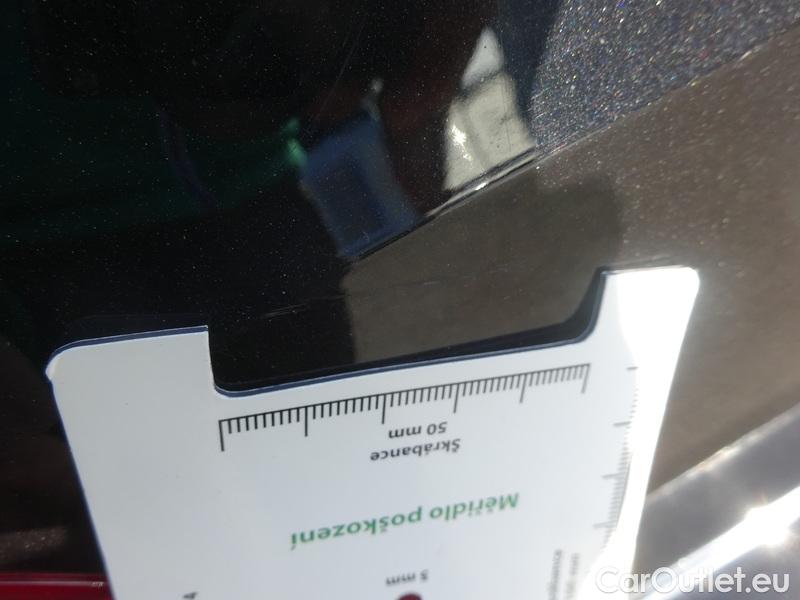 Měřidlo poškození
Škrábance
50 mm
5 mm
CarOutlet.eu